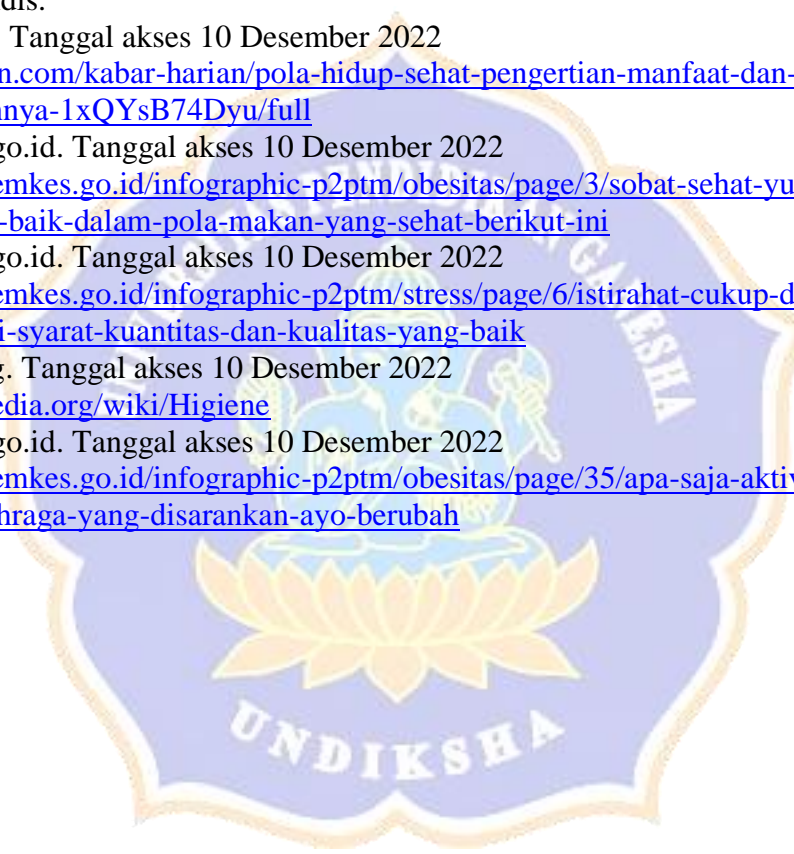 Tanggal akses 10 Desember 2022
n.com/kabar-harian/pola-hidup-sehat-pengertian-manfaat-dan-
nnya-1xQYsB74Dyu/full
go.id. Tanggal akses 10 Desember 2022
emkes.go.id/infographic-p2ptm/obesitas/page/3/sobat-sehat-yu
-baik-dalam-pola-makan-yang-sehat-berikut-ini
go.id. Tanggal akses 10 Desember 2022
emkes.go.id/infographic-p2ptm/stress/page/6/istirahat-cukup-d
i-syarat-kuantitas-dan-kualitas-yang-baik
g. Tanggal akses 10 Desember 2022
edia.org/wiki/Higiene
go.id. Tanggal akses 10 Desember 2022
emkes.go.id/infographic-p2ptm/obesitas/page/35/apa-saja-aktiv
hraga-yang-disarankan-ayo-berubah
UNIVERSITAS PENDIDIKAN GANESHA
UNDIKSHA